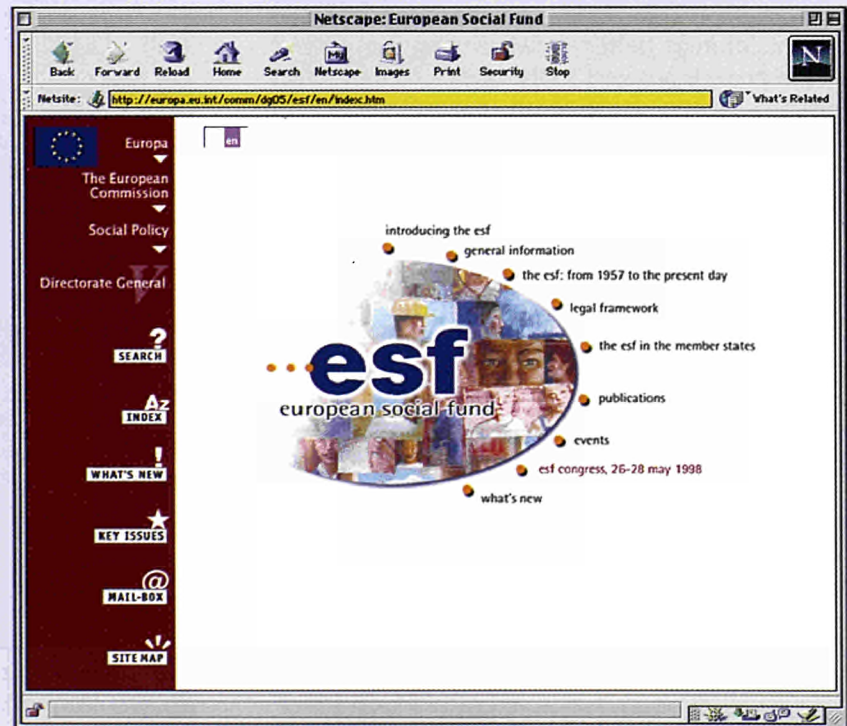 Netscape: European Social Fund
Back Forward Reload Home Search Netscape Images Print Security Stop
N
Netsite: http://europa.eu.int/comm/dg05/esf/en/index.htm What's Related
Europa
The European
Commission
Social Policy
V
Directorate General
?
SEARCH
AZ
INDEX
!
WHAT'S NEW
KEY ISSUES
@
MAIL-BOX
SITE MAP
en
introducing the esf
general information
the esf: from 1957 to the present day
legal framework
the esf in the member states
publications
events
esf congress, 26-28 may 1998
what's new
esf
european social fund